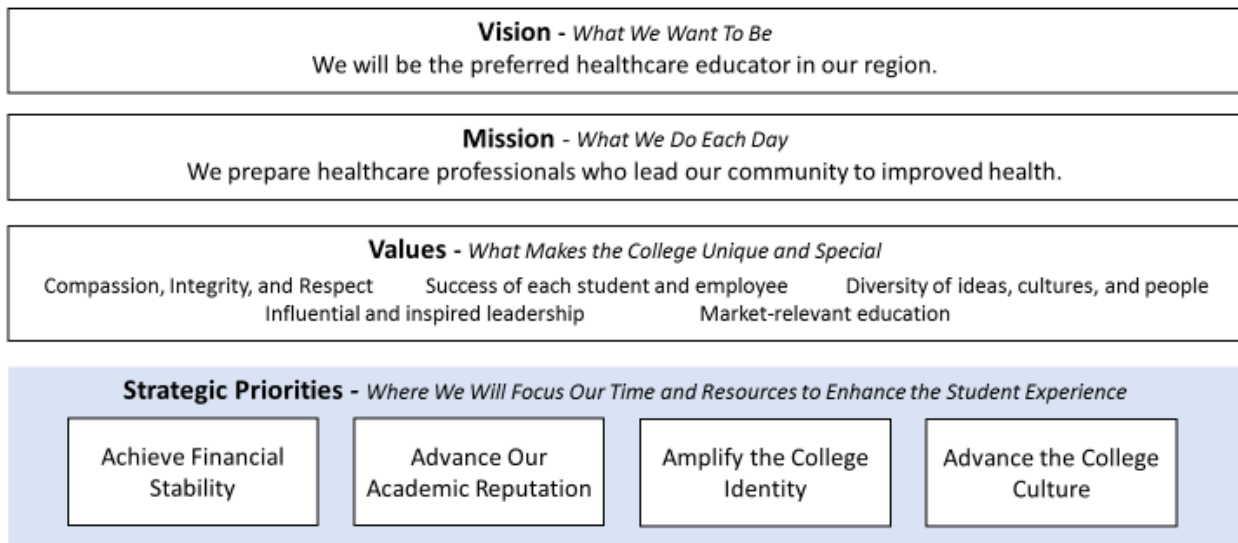 Vision - What We Want To Be
We will be the preferred healthcare educator in our region.
Mission - What We Do Each Day
We prepare healthcare professionals who lead our community to improved health.
Values - What Makes the College Unique and Special
Compassion, Integrity, and Respect Success of each student and employee Diversity of ideas, cultures, and people
Influential and inspired leadership Market-relevant education
Strategic Priorities - Where We Will Focus Our Time and Resources to Enhance the Student Experience
Achieve Financial
Stability
Advance Our
Academic Reputation
Amplify the College
Identity
Advance the College
Culture